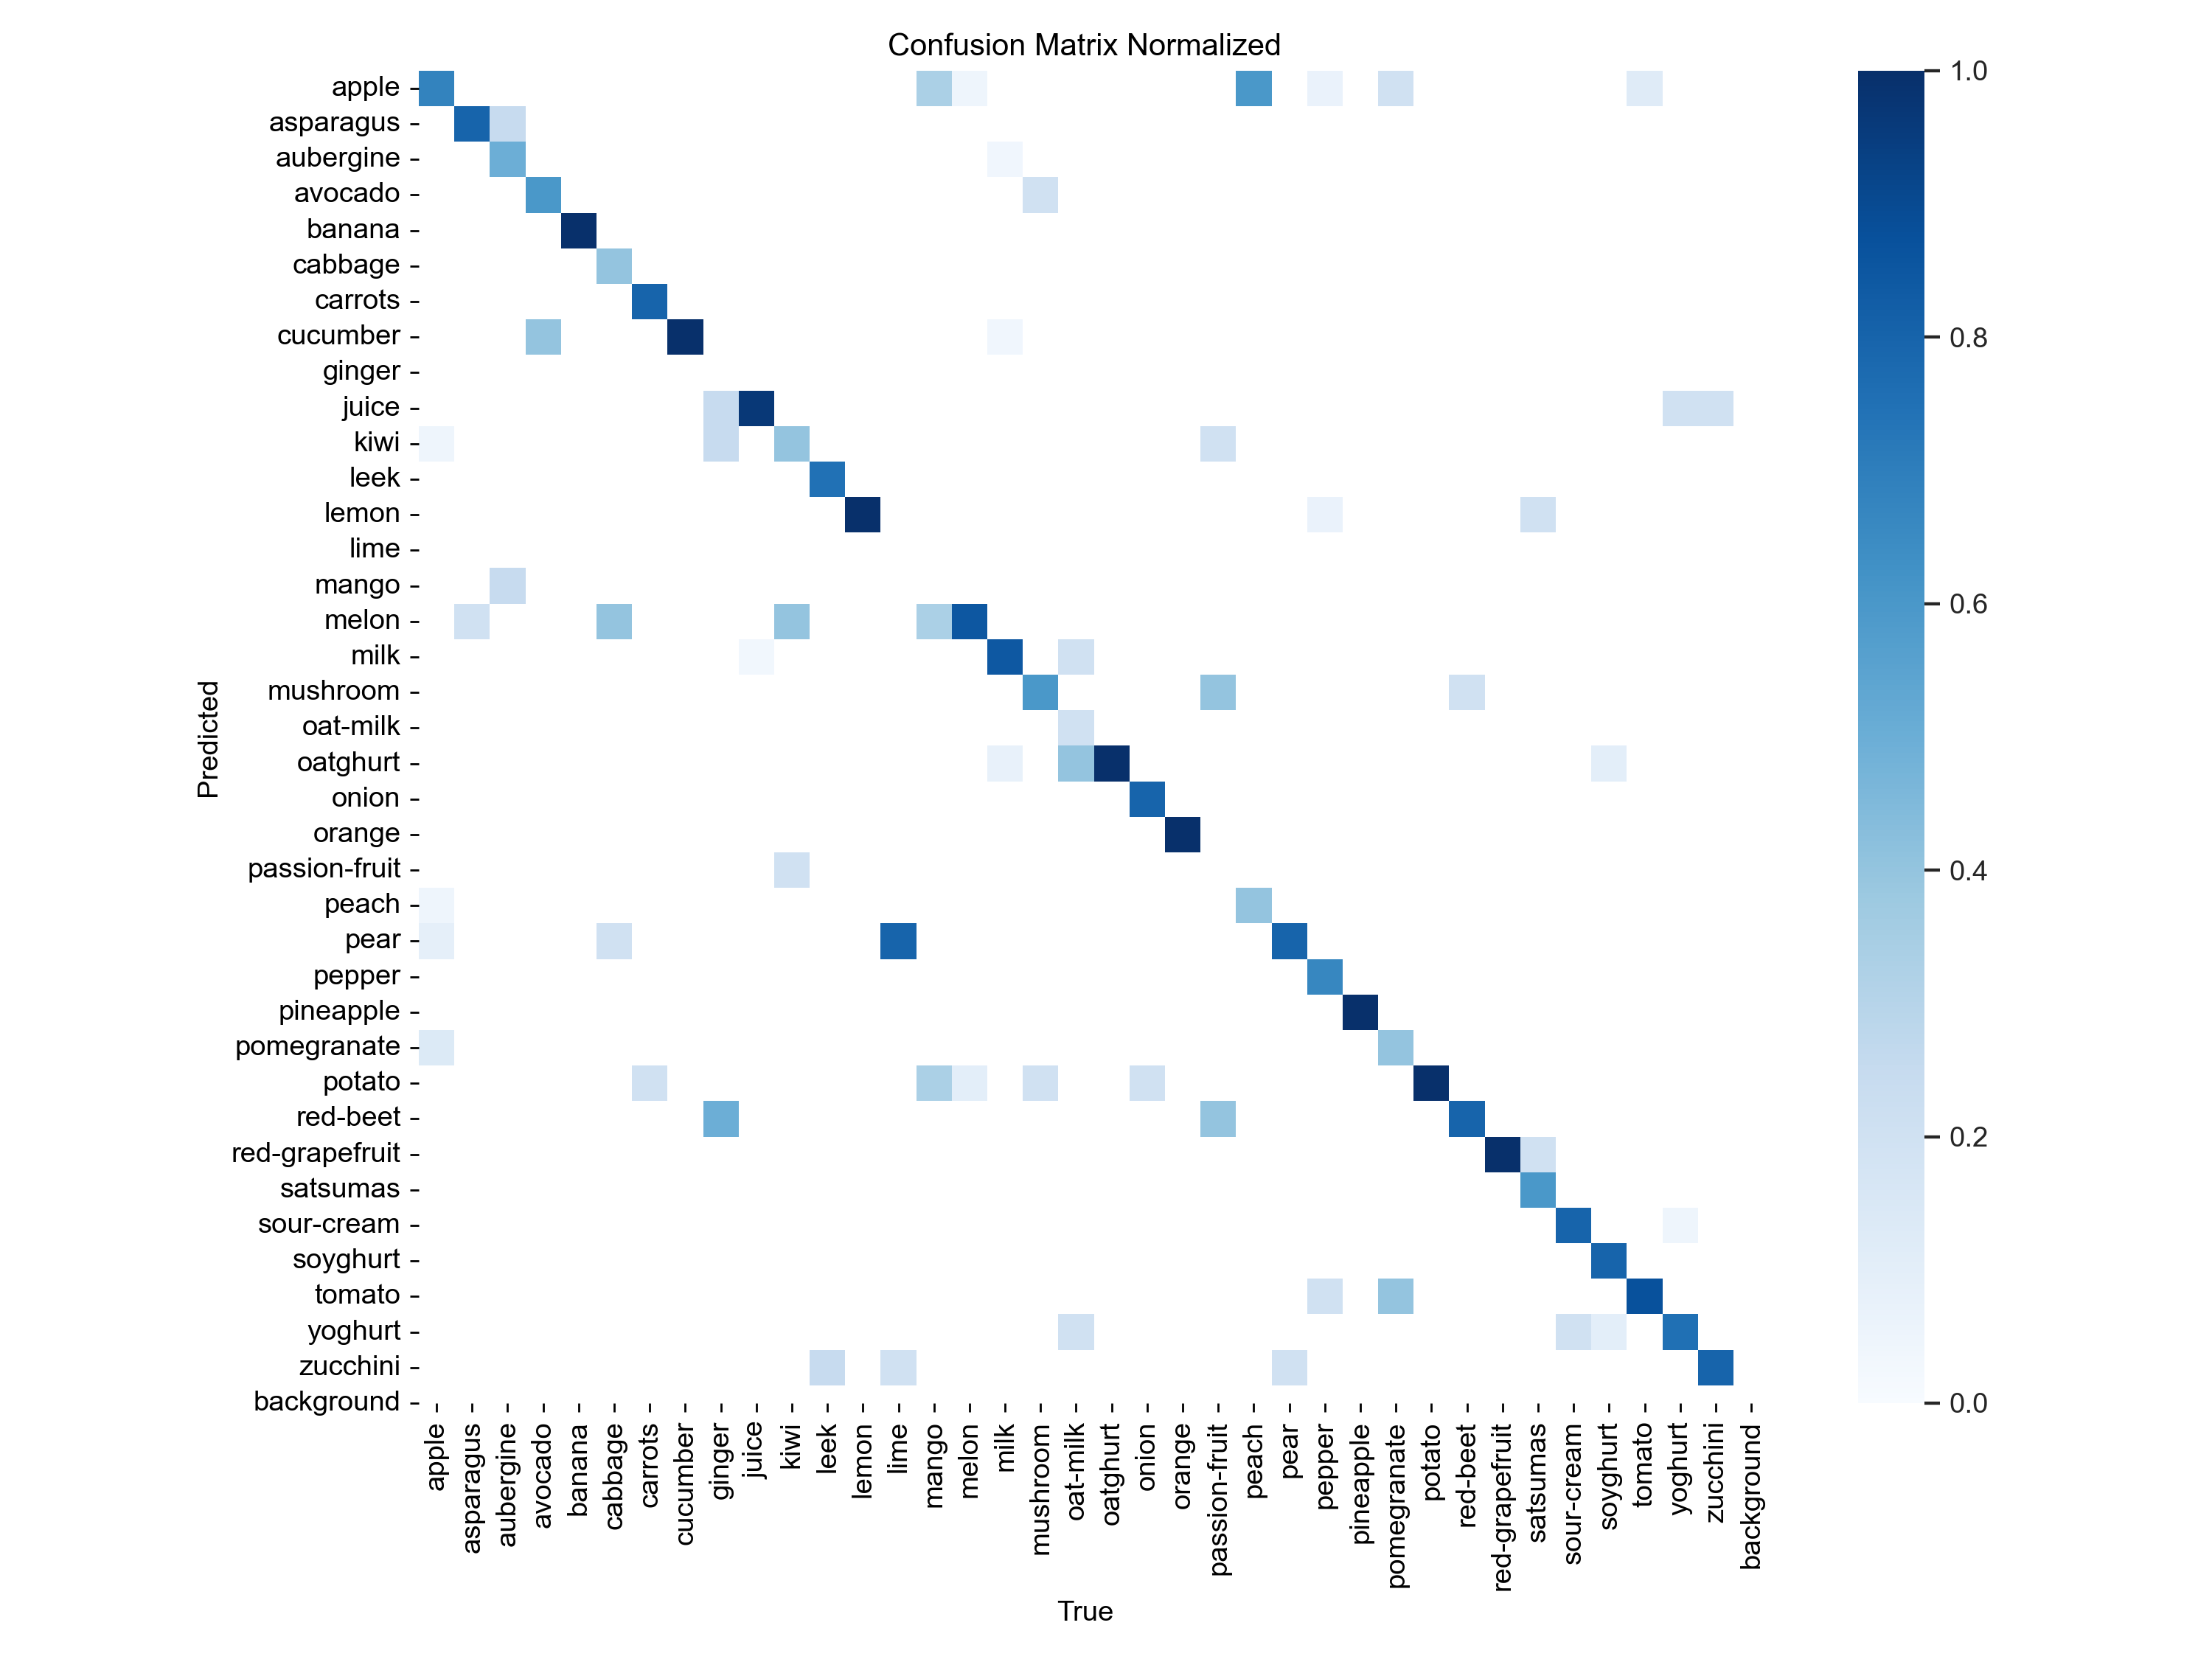 Confusion Matrix Normalized
apple
asparagus
aubergine
avocado
banana
cabbage
carrots
cucumber
ginger
juice
kiwi
leek
lemon
lime
mango
melon
milk
mushroom
oat-milk
oatghurt
onion
orange
passion-fruit
peach
pear
pepper
pineapple
pomegranate
potato
red-beet
red-grapefruit
satsumas
sour-cream
soyghurt
tomato
yoghurt
zucchini
background
Predicted
apple
asparagus
aubergine
avocado
banana
cabbage
carrots
cucumber
ginger
juice
kiwi
leek
lemon
lime
mango
melon
milk
mushroom
oat-milk
oatghurt
onion
orange
passion-fruit
peach
pear
pepper
pineapple
pomegranate
potato
red-beet
red-grapefruit
satsumas
sour-cream
soyghurt
tomato
yoghurt
zucchini
background
True
1.0
0.8
0.6
0.4
0.2
0.0